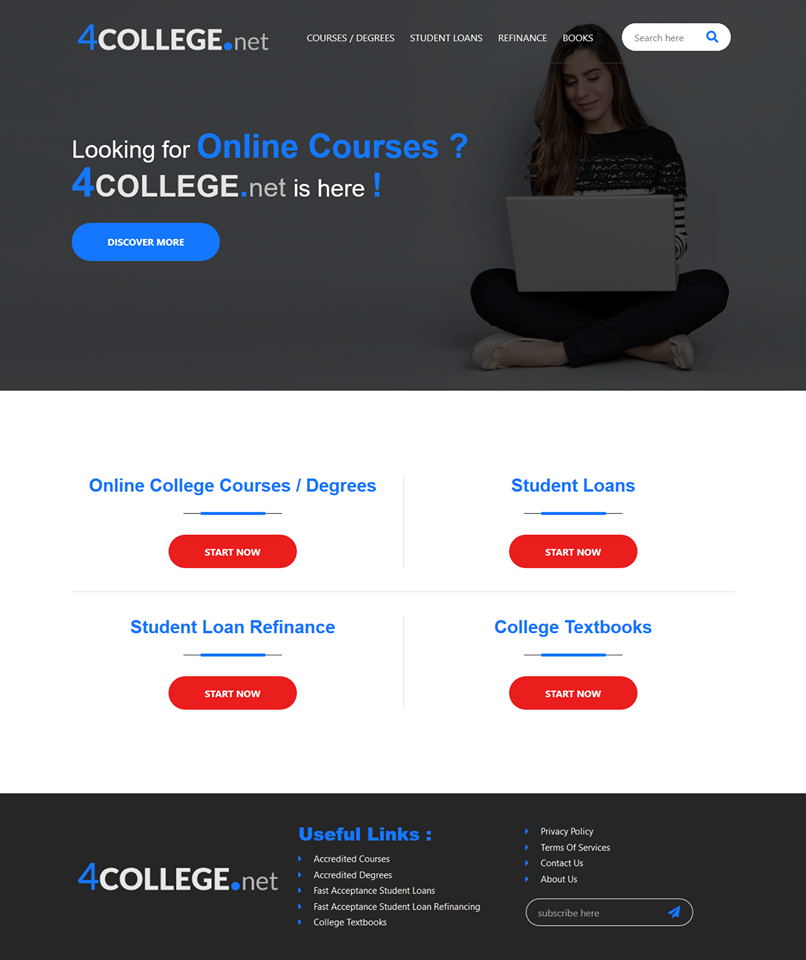 4COLLEGE.net
COURSES / DEGREES STUDENT LOANS REFINANCE BOOKS
Search here
Looking for Online Courses ?
4COLLEGE.net is here !
DISCOVER MORE
Online College Courses / Degrees
START NOW
Student Loans
START NOW
Student Loan Refinance
START NOW
College Textbooks
START NOW
4COLLEGE.net
Useful Links :
Accredited Courses
Accredited Degrees
Fast Acceptance Student Loans
Fast Acceptance Student Loan Refinancing
College Textbooks
Privacy Policy
Terms Of Services
Contact Us
About Us
subscribe here